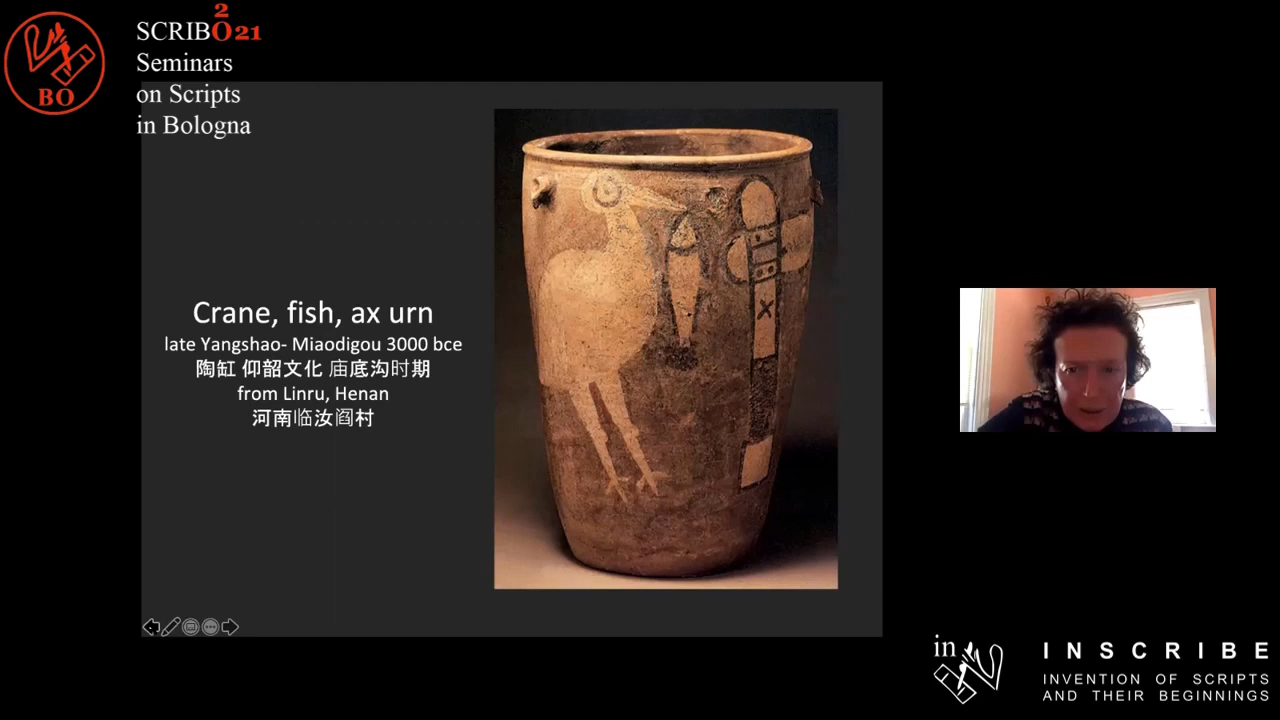 SCRIBO21
2
Seminars
on Scripts
in Bologna
BO
Crane, fish, ax urn
late Yangshao- Miaodigou 3000 bce
陶缸 仰韶文化 庙底沟时期
from Linru, Henan
河南临汝阎村
in
INSCRIBE
INVENTION OF SCRIPTS
AND THEIR BEGINNINGS